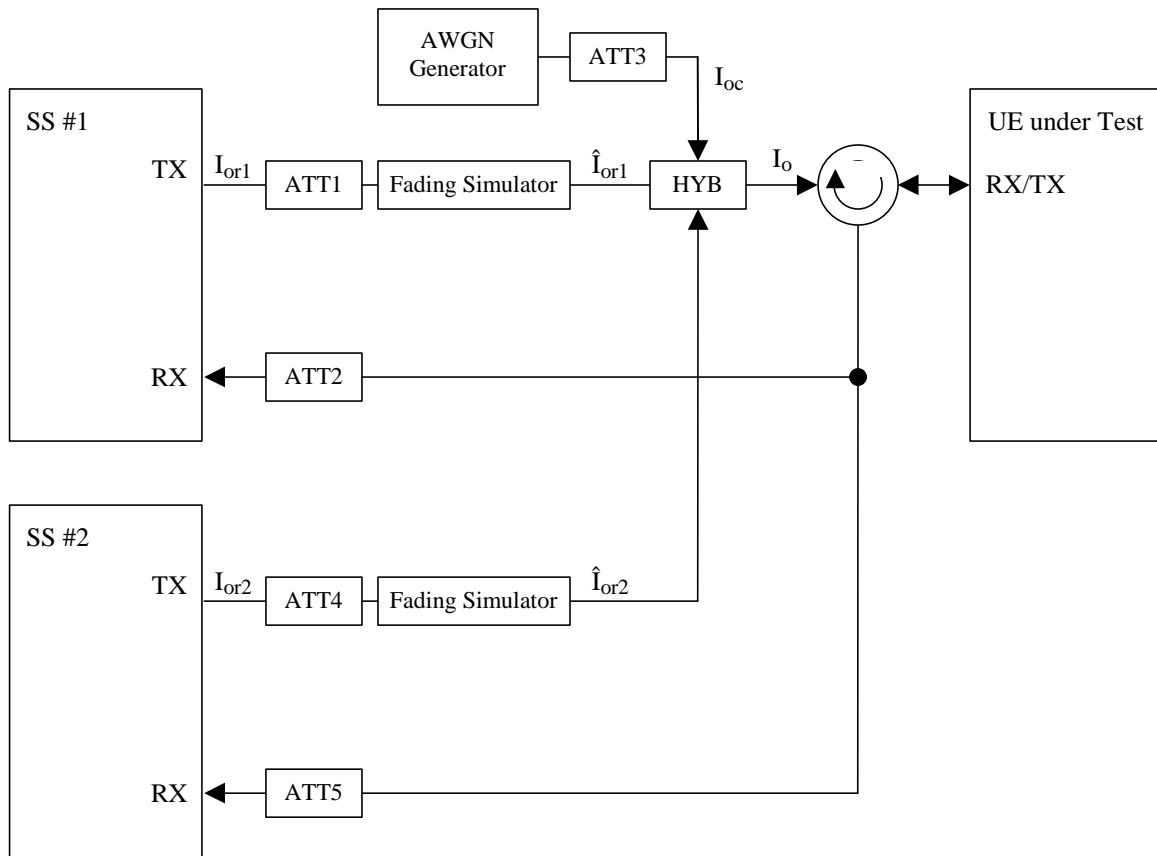 AWGN
Generator
ATT3
I_oc
SS #1
UE under Test
TX
I_or1
ATT1
Fading Simulator
Î_or1
HYB
I_o
RX/TX
RX
ATT2
SS #2
TX
I_or2
ATT4
Fading Simulator
Î_or2
RX
ATT5